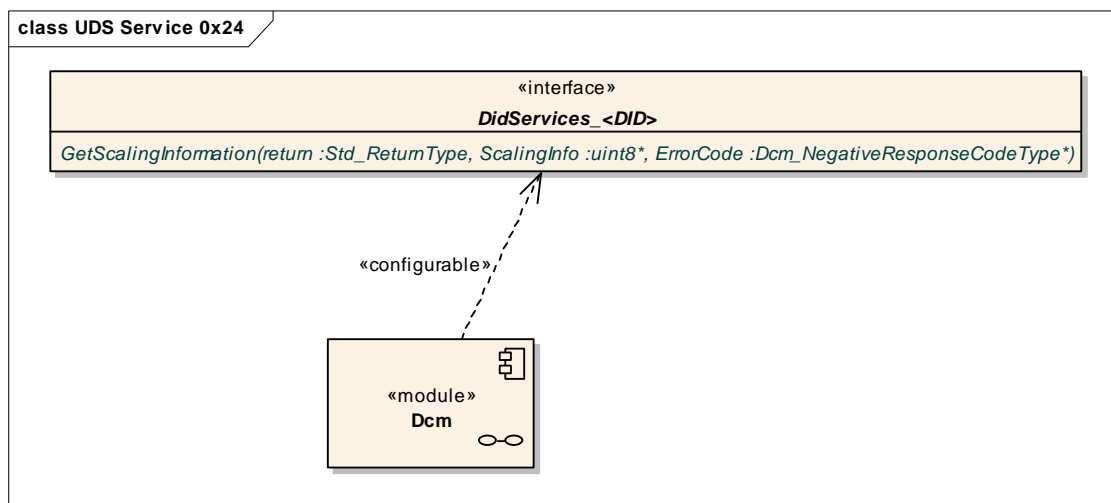 class UDS Service 0x24
«interface»
DidServices_<DID>
GetScalingInformation(return :Std_ReturnType, ScalingInfo :uint8*, ErrorCode :Dcm_NegativeResponseCodeType*)
«configurable»
«module»
Dcm